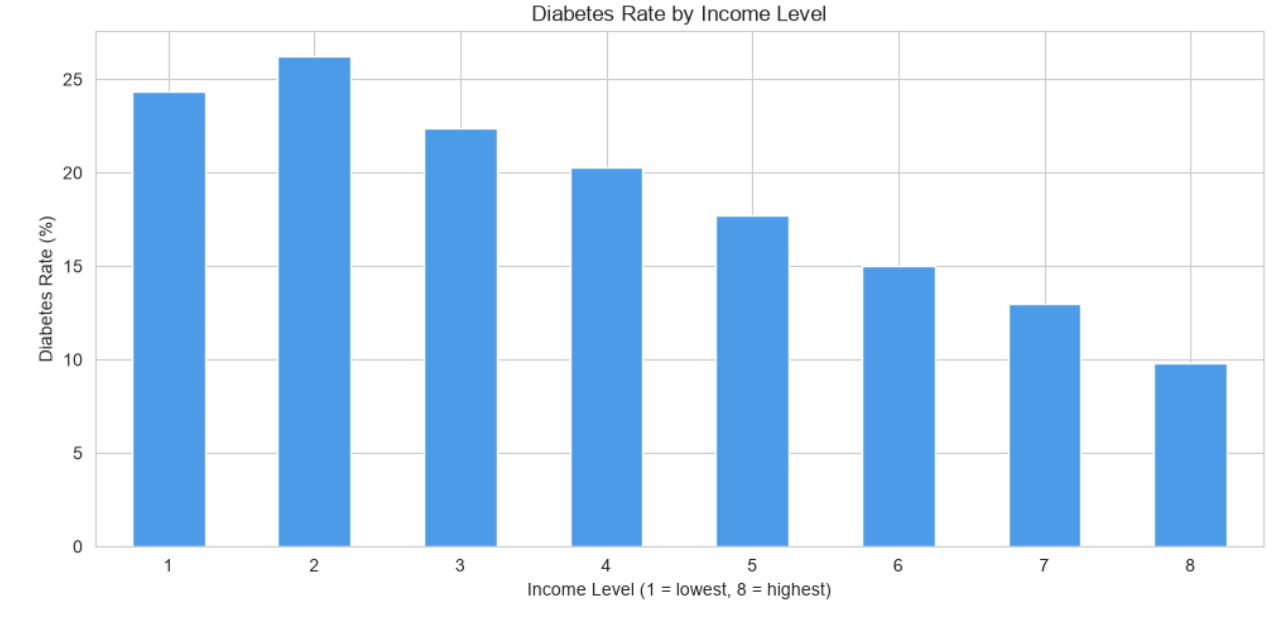 Diabetes Rate by Income Level
Diabetes Rate (%)
25
20
15
10
5
0
1 2 3 4 5 6 7 8
Income Level (1 = lowest, 8 = highest)